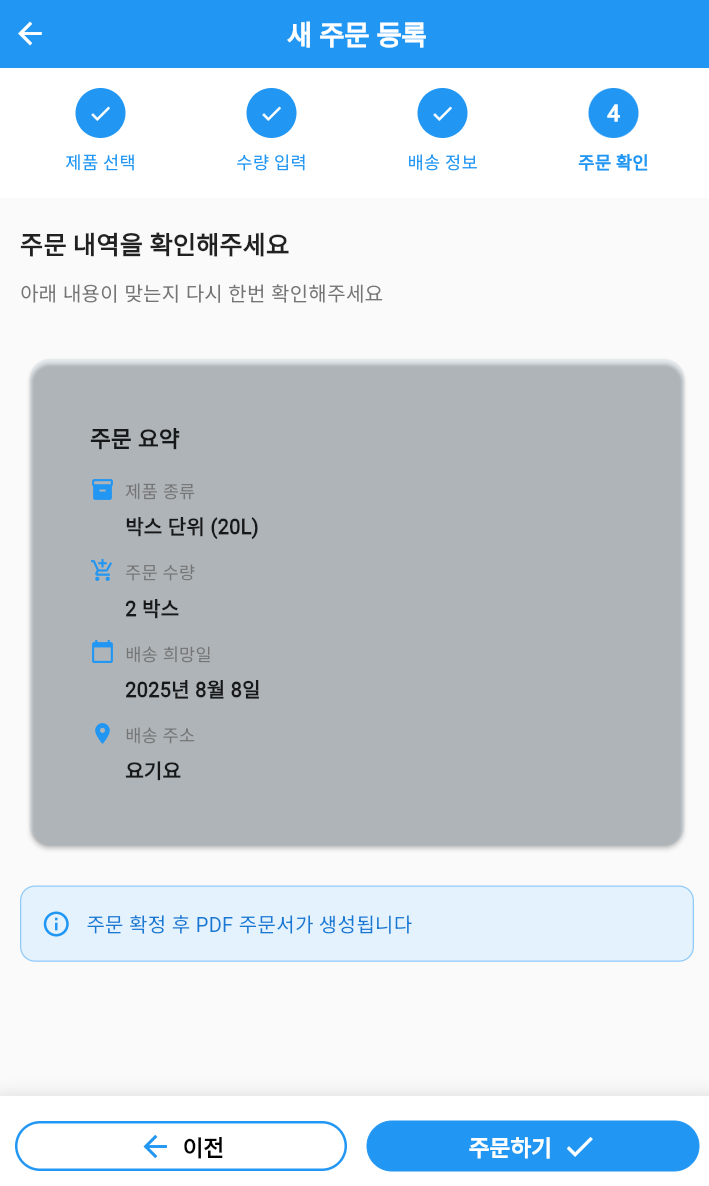 새 주문 등록
제품 선택
수량 입력
배송 정보
4
주문 확인
주문 내역을 확인해주세요
아래 내용이 맞는지 다시 한번 확인해주세요
주문 요약
제품 종류
박스 단위 (20L)
주문 수량
2 박스
배송 희망일
2025년 8월 8일
배송 주소
요기요
주문 확정 후 PDF 주문서가 생성됩니다
이전
주문하기